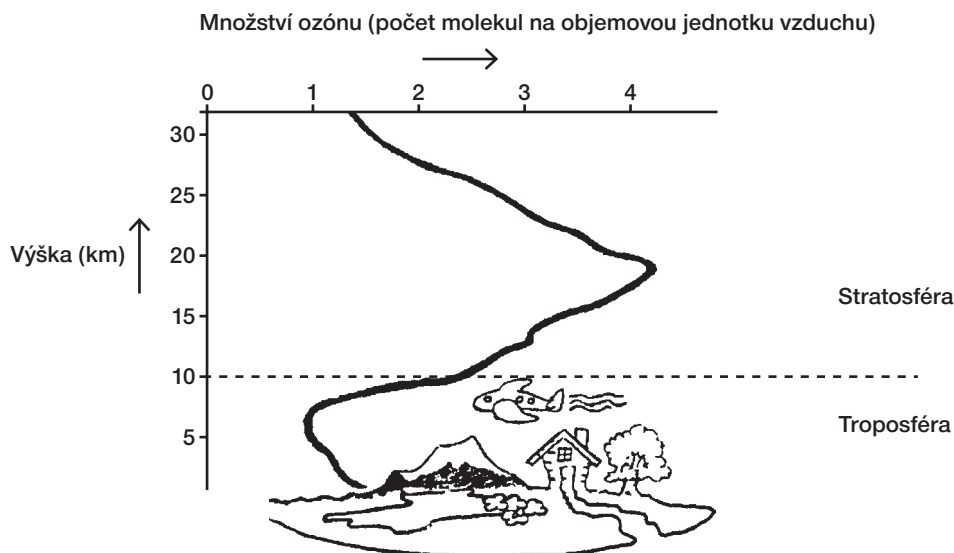 Množství ozónu (počet molekul na objemovou jednotku vzduchu)
0 1 2 3 4
30
25
Výška (km)
20
Stratosféra
15
10
Troposféra
5